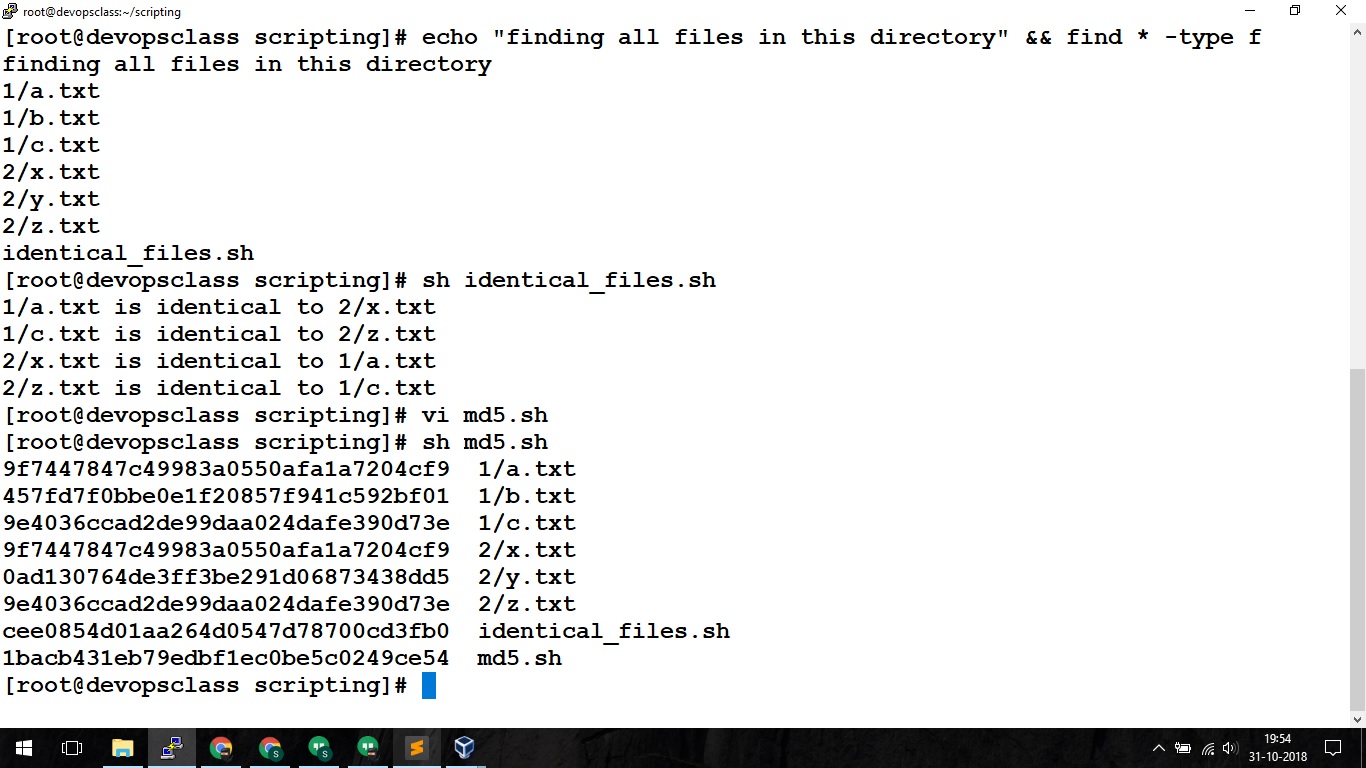 root@devopsclass:~/scripting
[root@devopsclass scripting]# echo "finding all files in this directory" && find * -type f
finding all files in this directory
1/a.txt
1/b.txt
1/c.txt
2/x.txt
2/y.txt
2/z.txt
identical_files.sh
[root@devopsclass scripting]# sh identical_files.sh
1/a.txt is identical to 2/x.txt
1/c.txt is identical to 2/z.txt
2/x.txt is identical to 1/a.txt
2/z.txt is identical to 1/c.txt
[root@devopsclass scripting]# vi md5.sh
[root@devopsclass scripting]# sh md5.sh
9f7447847c49983a0550afa1a7204cf9  1/a.txt
457fd7f0bbe0e1f20857f941c592bf01  1/b.txt
9e4036ccad2de99daa024dafe390d73e  1/c.txt
9f7447847c49983a0550afa1a7204cf9  2/x.txt
0ad130764de3ff3be291d06873438dd5  2/y.txt
9e4036ccad2de99daa024dafe390d73e  2/z.txt
cee0854d01aa264d0547d78700cd3fb0  identical_files.sh
1bacb431eb79edbf1ec0be5c0249ce54  md5.sh
[root@devopsclass scripting]#
19:54
31-10-2018